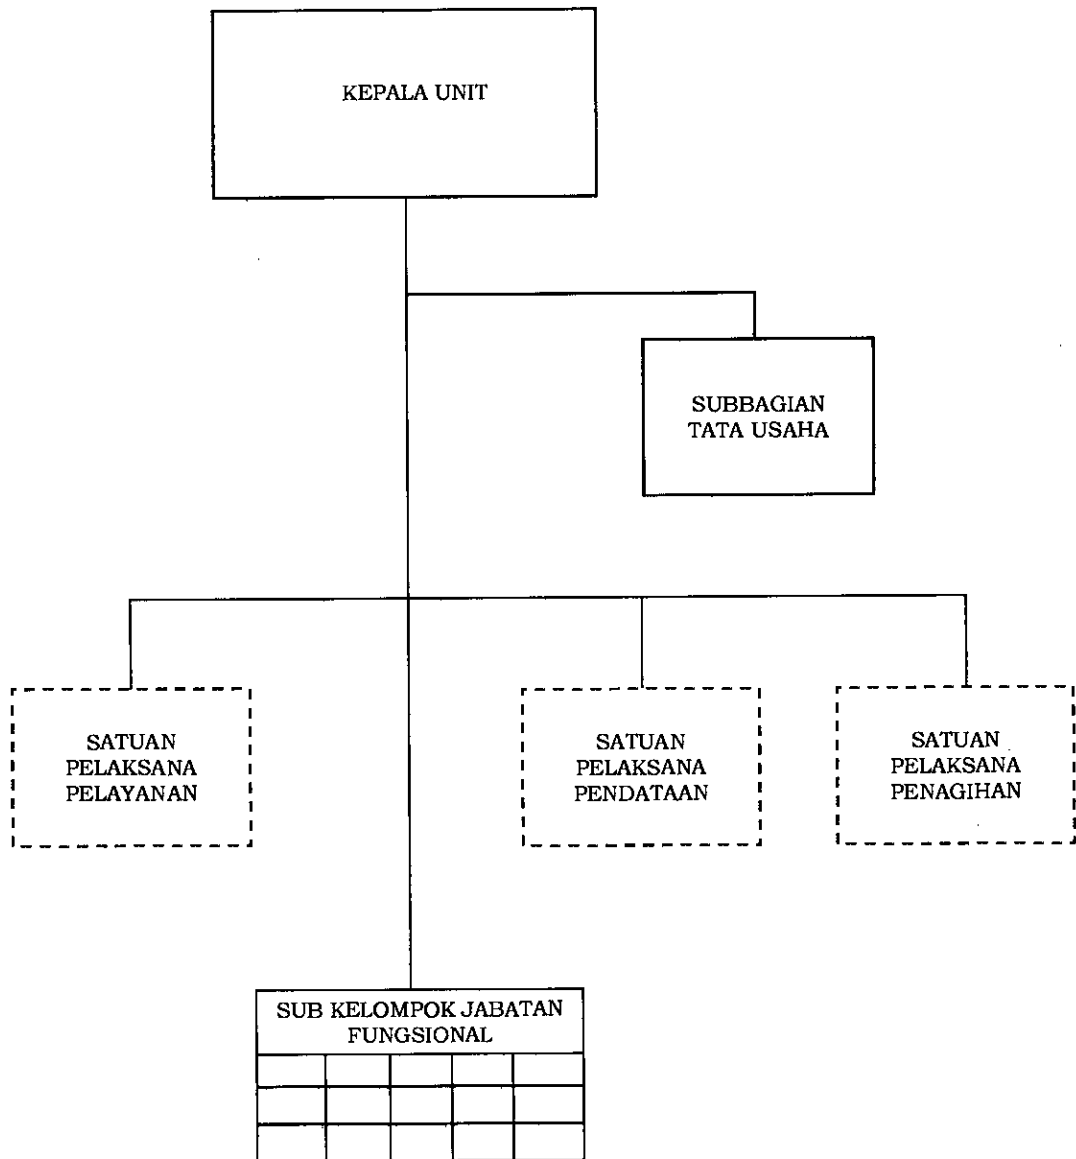 KEPALA UNIT
SUBBAGIAN
TATA USAHA
SATUAN
PELAKSANA
PELAYANAN
SATUAN
PELAKSANA
PENDATAAN
SATUAN
PELAKSANA
PENAGIHAN
SUB KELOMPOK JABATAN
FUNGSIONAL